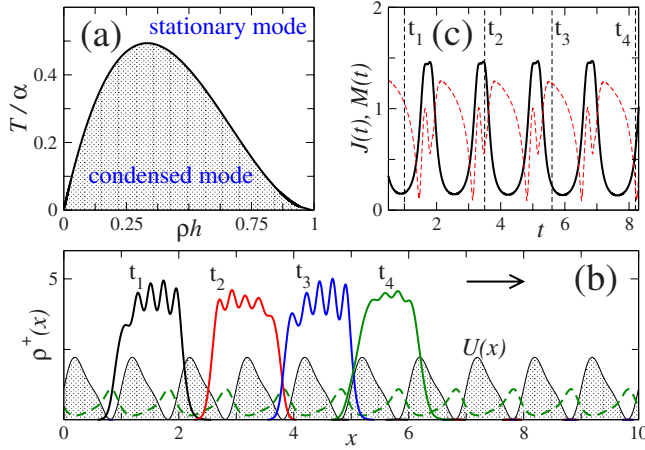 (a)
stationary mode
condensed mode
T / α
0.4
0.2
0
0
0.25
0.5
0.75
1
ρh
(c)
t₁
t₂
t₃
t₄
J(t), M(t)
2
1
0
2
4
6
8
t
(b)
t₁
t₂
t₃
t₄
U(x)
ρ⁺(x)
5
0
2
4
6
8
10
x